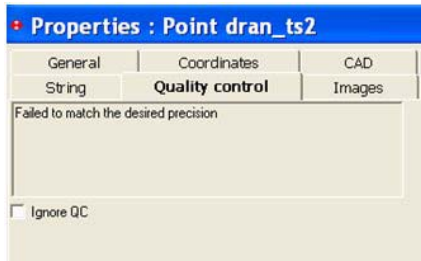 Properties : Point dran_ts2
General Coordinates CAD
String Quality control Images
Failed to match the desired precision
Ignore QC